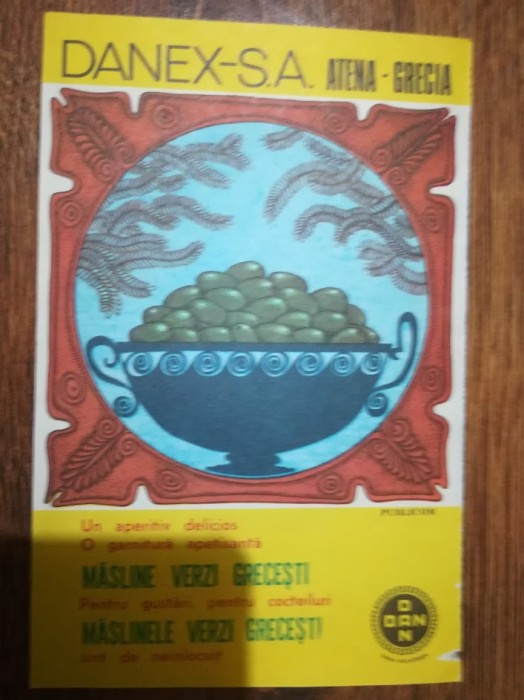 DANEX-S.A. ATENA - GRECIA
PUBLICOM
Un aperitiv delicios
O garnitură apetisantă
MĂSLINE VERZI GRECEȘTI
Pentru gustări, pentru cocteiluri
MĂSLINELE VERZI GRECEȘTI
sînt de neînlocuit
D
DAN
N